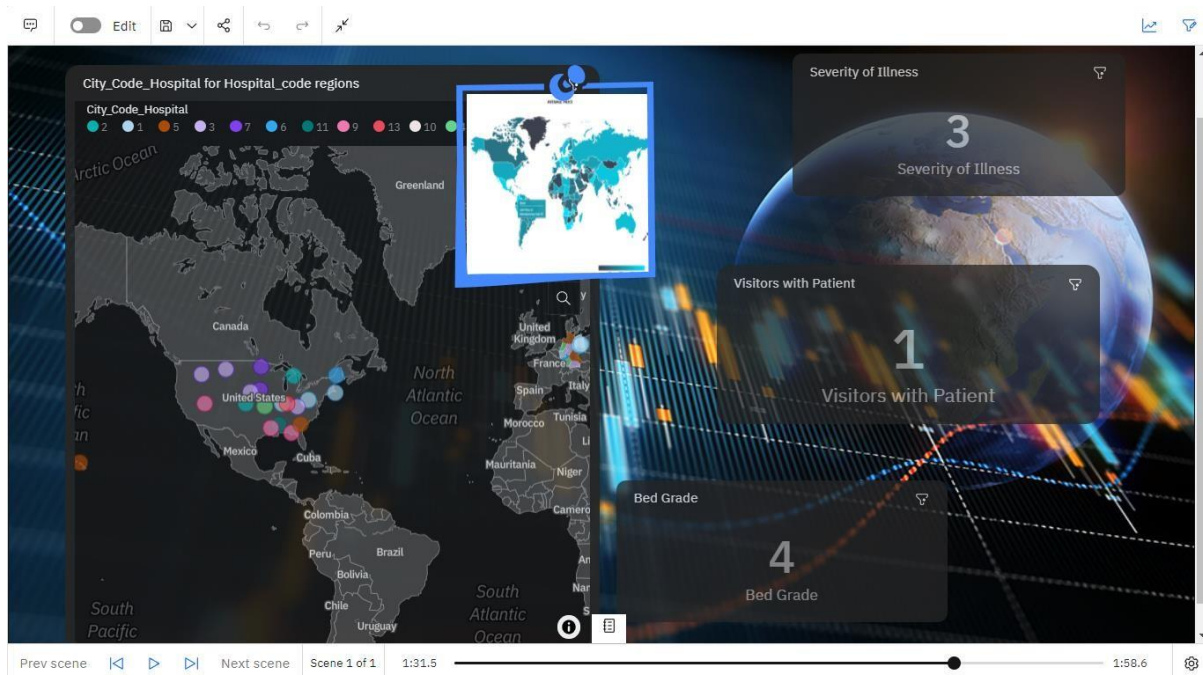 Edit
City_Code_Hospital for Hospital_code regions
City_Code_Hospital
2 1 5 3 7 6 11 9 13 10
Arctic Ocean
Greenland
Canada
United States
Mexico
Cuba
North
Atlantic
Ocean
United
Kingdom
France
Spain
Italy
Morocco
Tunisia
Mauritania
Niger
Colombia
Peru
Brazil
Bolivia
Chile
Uruguay
South
Pacific
South
Atlantic
Ocean
Severity of Illness
3
Severity of Illness
Visitors with Patient
1
Visitors with Patient
Bed Grade
4
Bed Grade
Prev scene Next scene Scene 1 of 1 1:31.5 1:58.6